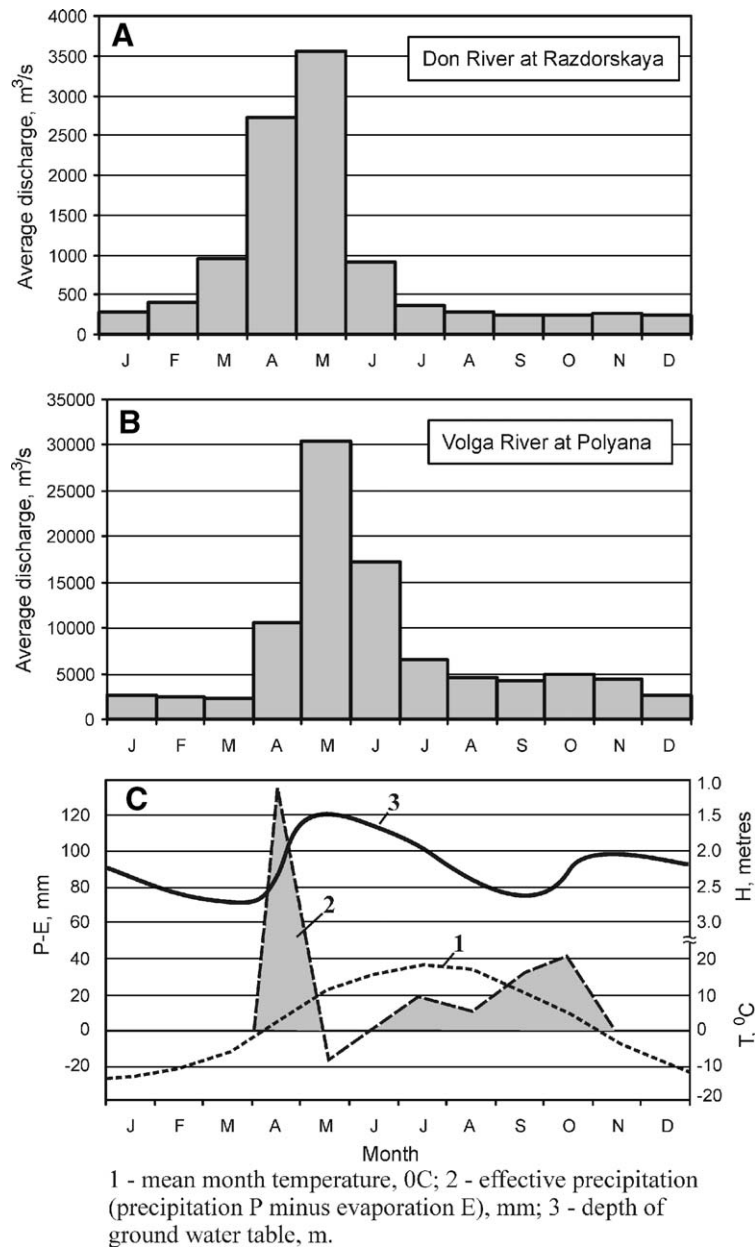 A
Don River at Razdorskaya
Average discharge, m³/s
4000
3500
3000
2500
2000
1500
1000
500
0
J F M A M J J A S O N D
B
Volga River at Polyana
Average discharge, m³/s
35000
30000
25000
20000
15000
10000
5000
0
J F M A M J J A S O N D
C
P-E, mm
120
100
80
60
40
20
0
-20
3
2
1
H, metres
1.0
1.5
2.0
2.5
3.0
T, ⁰C
20
10
0
-10
-20
J F M A M J J A S O N D
Month
1 - mean month temperature, 0C; 2 - effective precipitation
(precipitation P minus evaporation E), mm; 3 - depth of
ground water table, m.